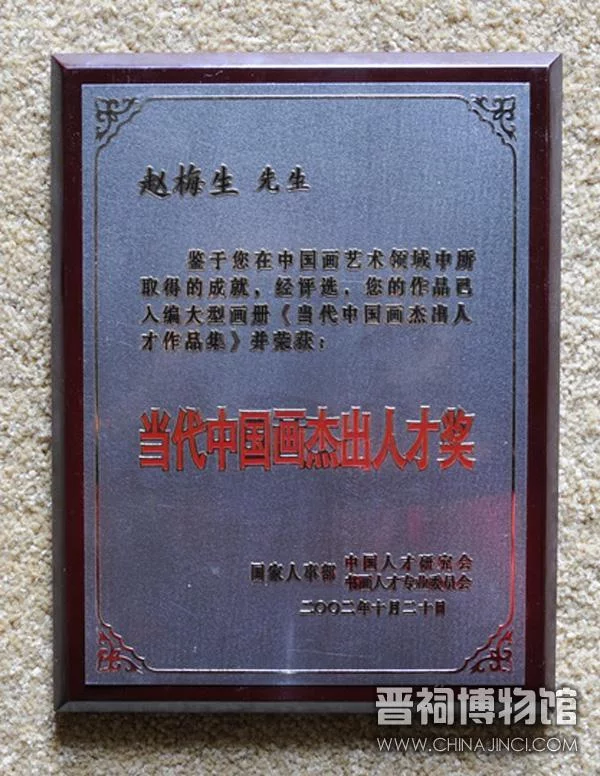 赵梅生 先生
鉴于您在中国画艺术领域中所
取得的成就，经评选，您的作品已
入编大型画册《当代中国画杰出人
才作品集》并荣获：
当代中国画杰出人才奖
国家人事部 中国人才研究会
书画人才专业委员会
二〇〇二年十月二十日
晋祠博物馆
WWW.CHINAJINCI.COM